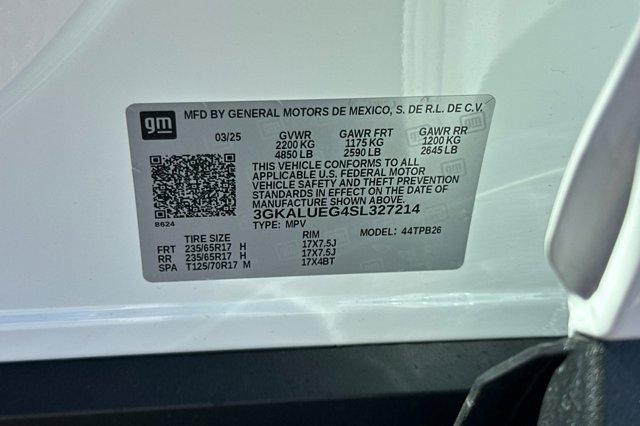 gm
MFD BY GENERAL MOTORS DE MEXICO, S. DE R.L. DE C.V.
03/25 GVWR GAWR FRT GAWR RR
2200 KG 1175 KG 1200 KG
4850 LB 2590 LB 2645 LB
THIS VEHICLE CONFORMS TO ALL
APPLICABLE U.S. FEDERAL MOTOR
VEHICLE SAFETY AND THEFT PREVENTION
STANDARDS IN EFFECT ON THE DATE OF
MANUFACTURE SHOWN ABOVE.
3GKALUEG4SL327214
8624 TYPE: MPV MODEL: 44TPB26
TIRE SIZE RIM
FRT 235/65R17 H 17X7.5J
RR 235/65R17 H 17X7.5J
SPA T125/70R17 M 17X4BT